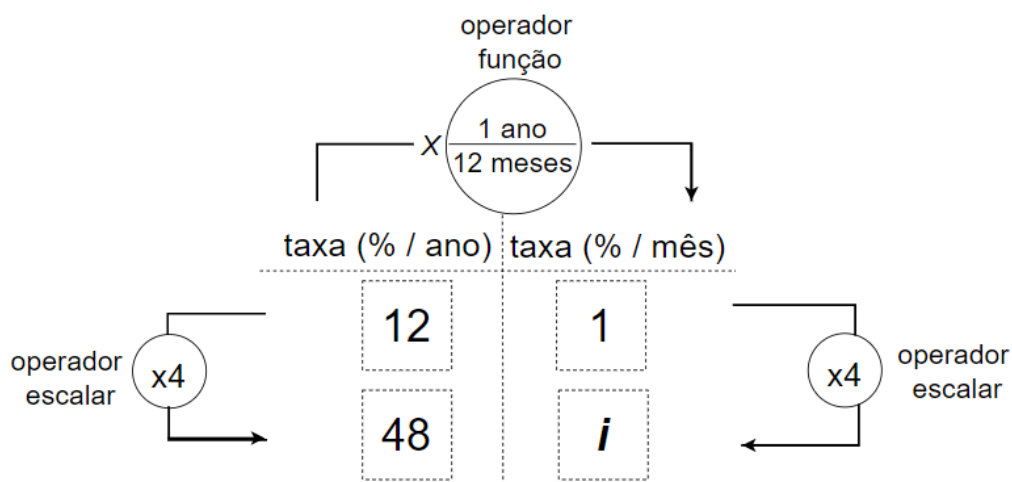 operador
função
X
1 ano
12 meses
taxa (% / ano) taxa (% / mês)
12 1
operador
escalar
x4
x4
operador
escalar
48 i